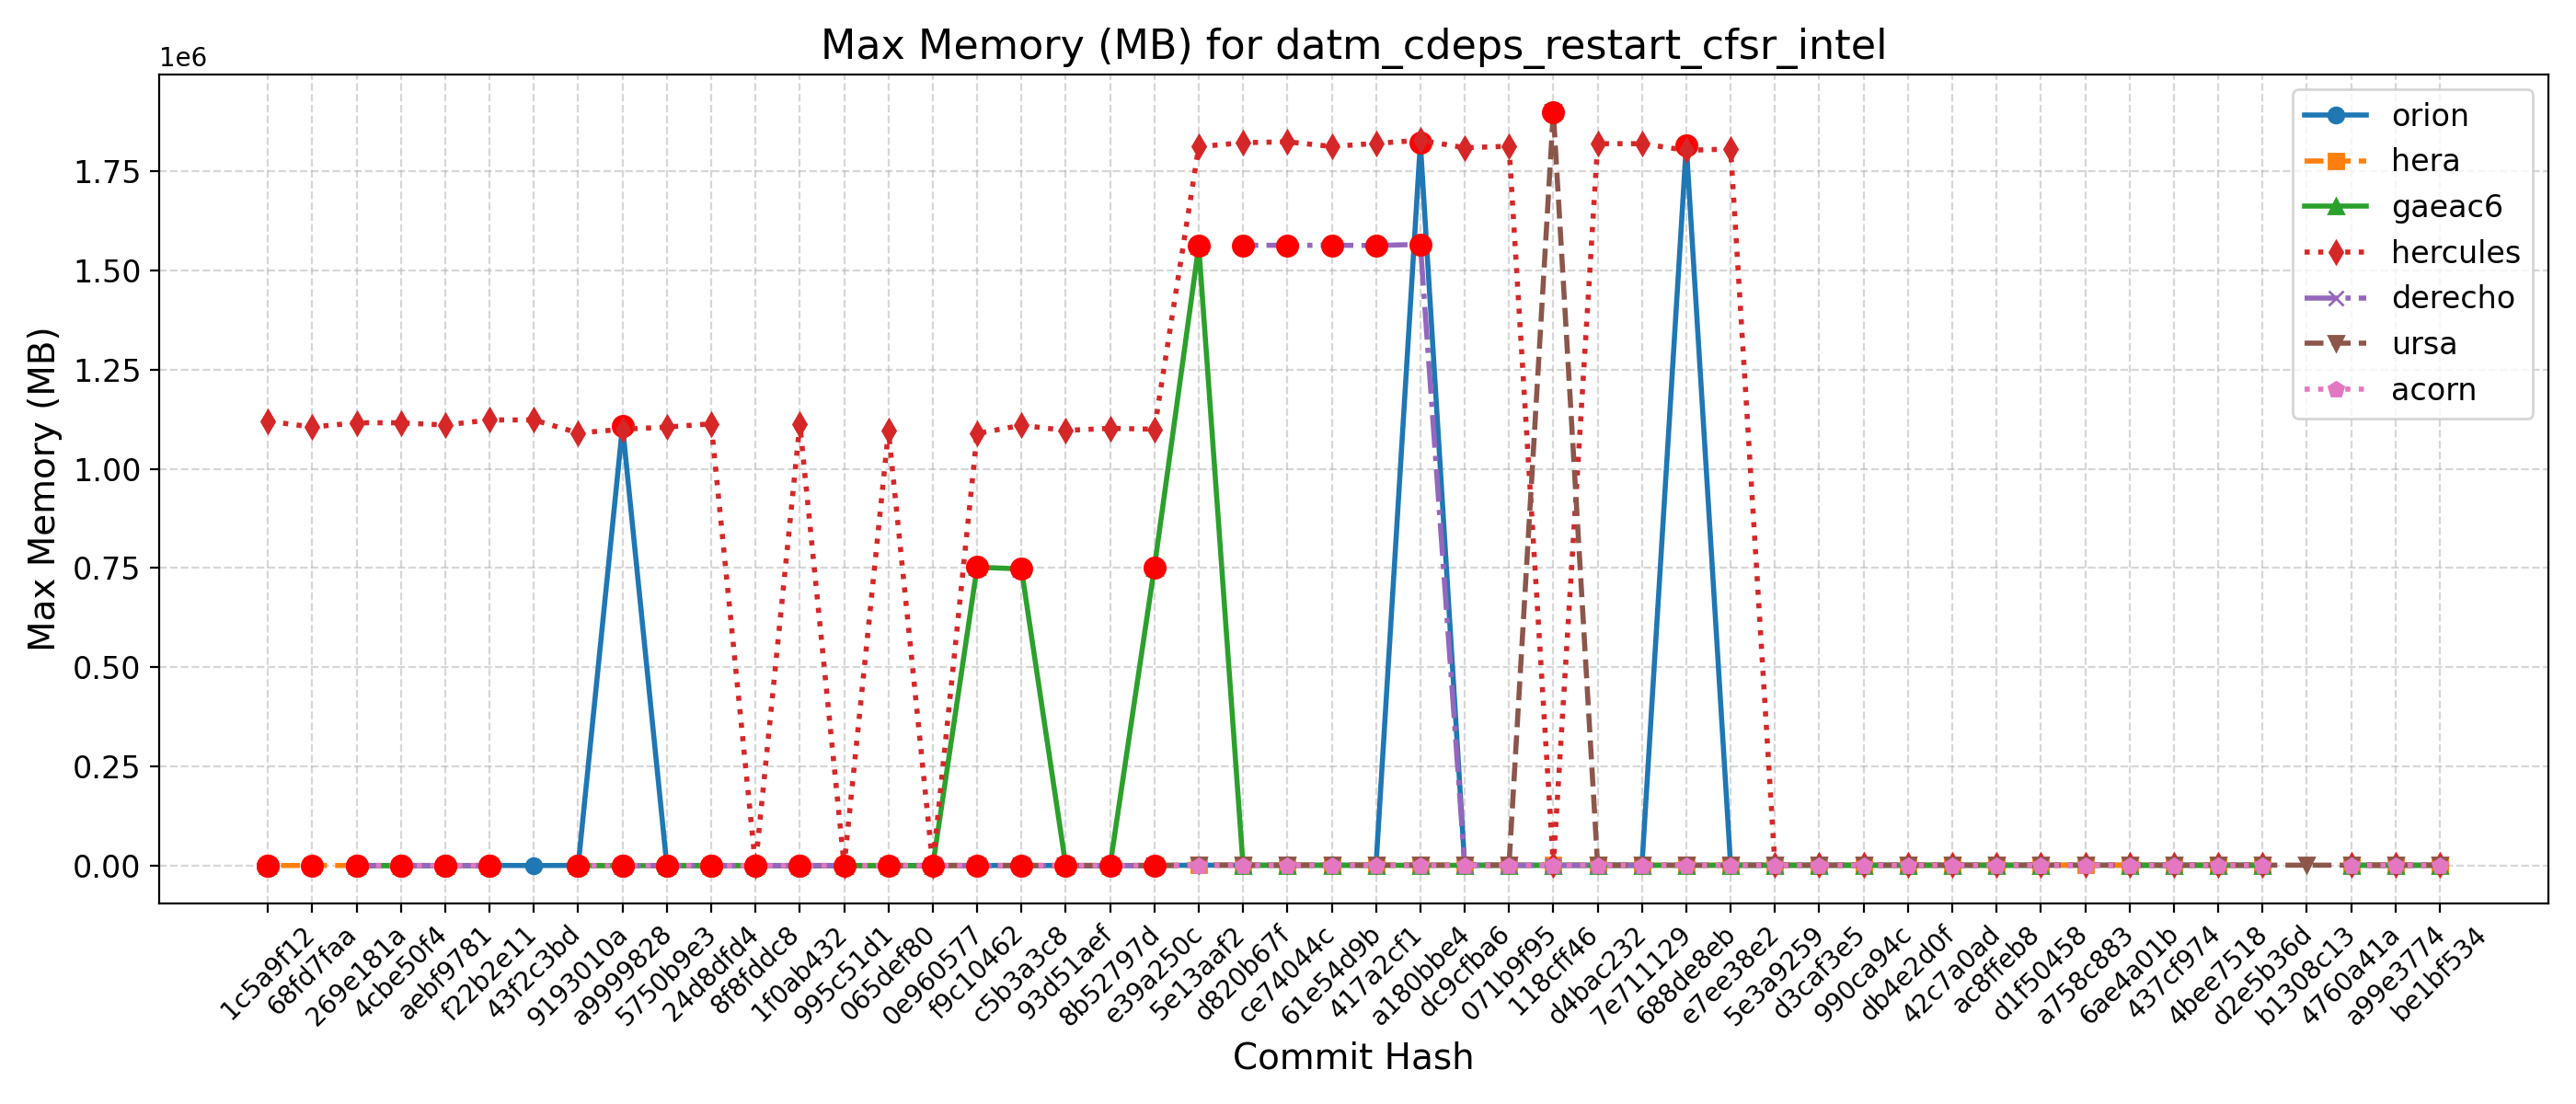 Max Memory (MB) for datm_cdeps_restart_cfsr_intel
1e6
Max Memory (MB)
1.75
1.50
1.25
1.00
0.75
0.50
0.25
0.00
orion
hera
gaeac6
hercules
derecho
ursa
acorn
1c5a9f12
68fd7faa
269e181a
4cbe50f4
aebf9781
f22b2e11
43f2c3bd
9193010a
a9999828
5750b9e3
24d8dfd4
8f8fddc8
1f0ab432
995c51d1
065def80
0e960577
f9c10462
c5b3a3c8
93d51aef
8b52797d
e39a250c
5e13aaf2
d820b67f
ce74044c
61e54d9b
417a2cf1
a180bbe4
dc9cfba6
071b9f95
118cff46
d4bac232
7e711129
688de8eb
e7ee38e2
5e3a9259
d3caf3e5
990ca94c
db4e2d0f
42c7a0ad
ac8ffeb8
d1f50458
a758c883
6ae4a01b
437cf974
4bee7518
d2e5b36d
b1308c13
4760a41a
a99e3774
be1bf534
Commit Hash